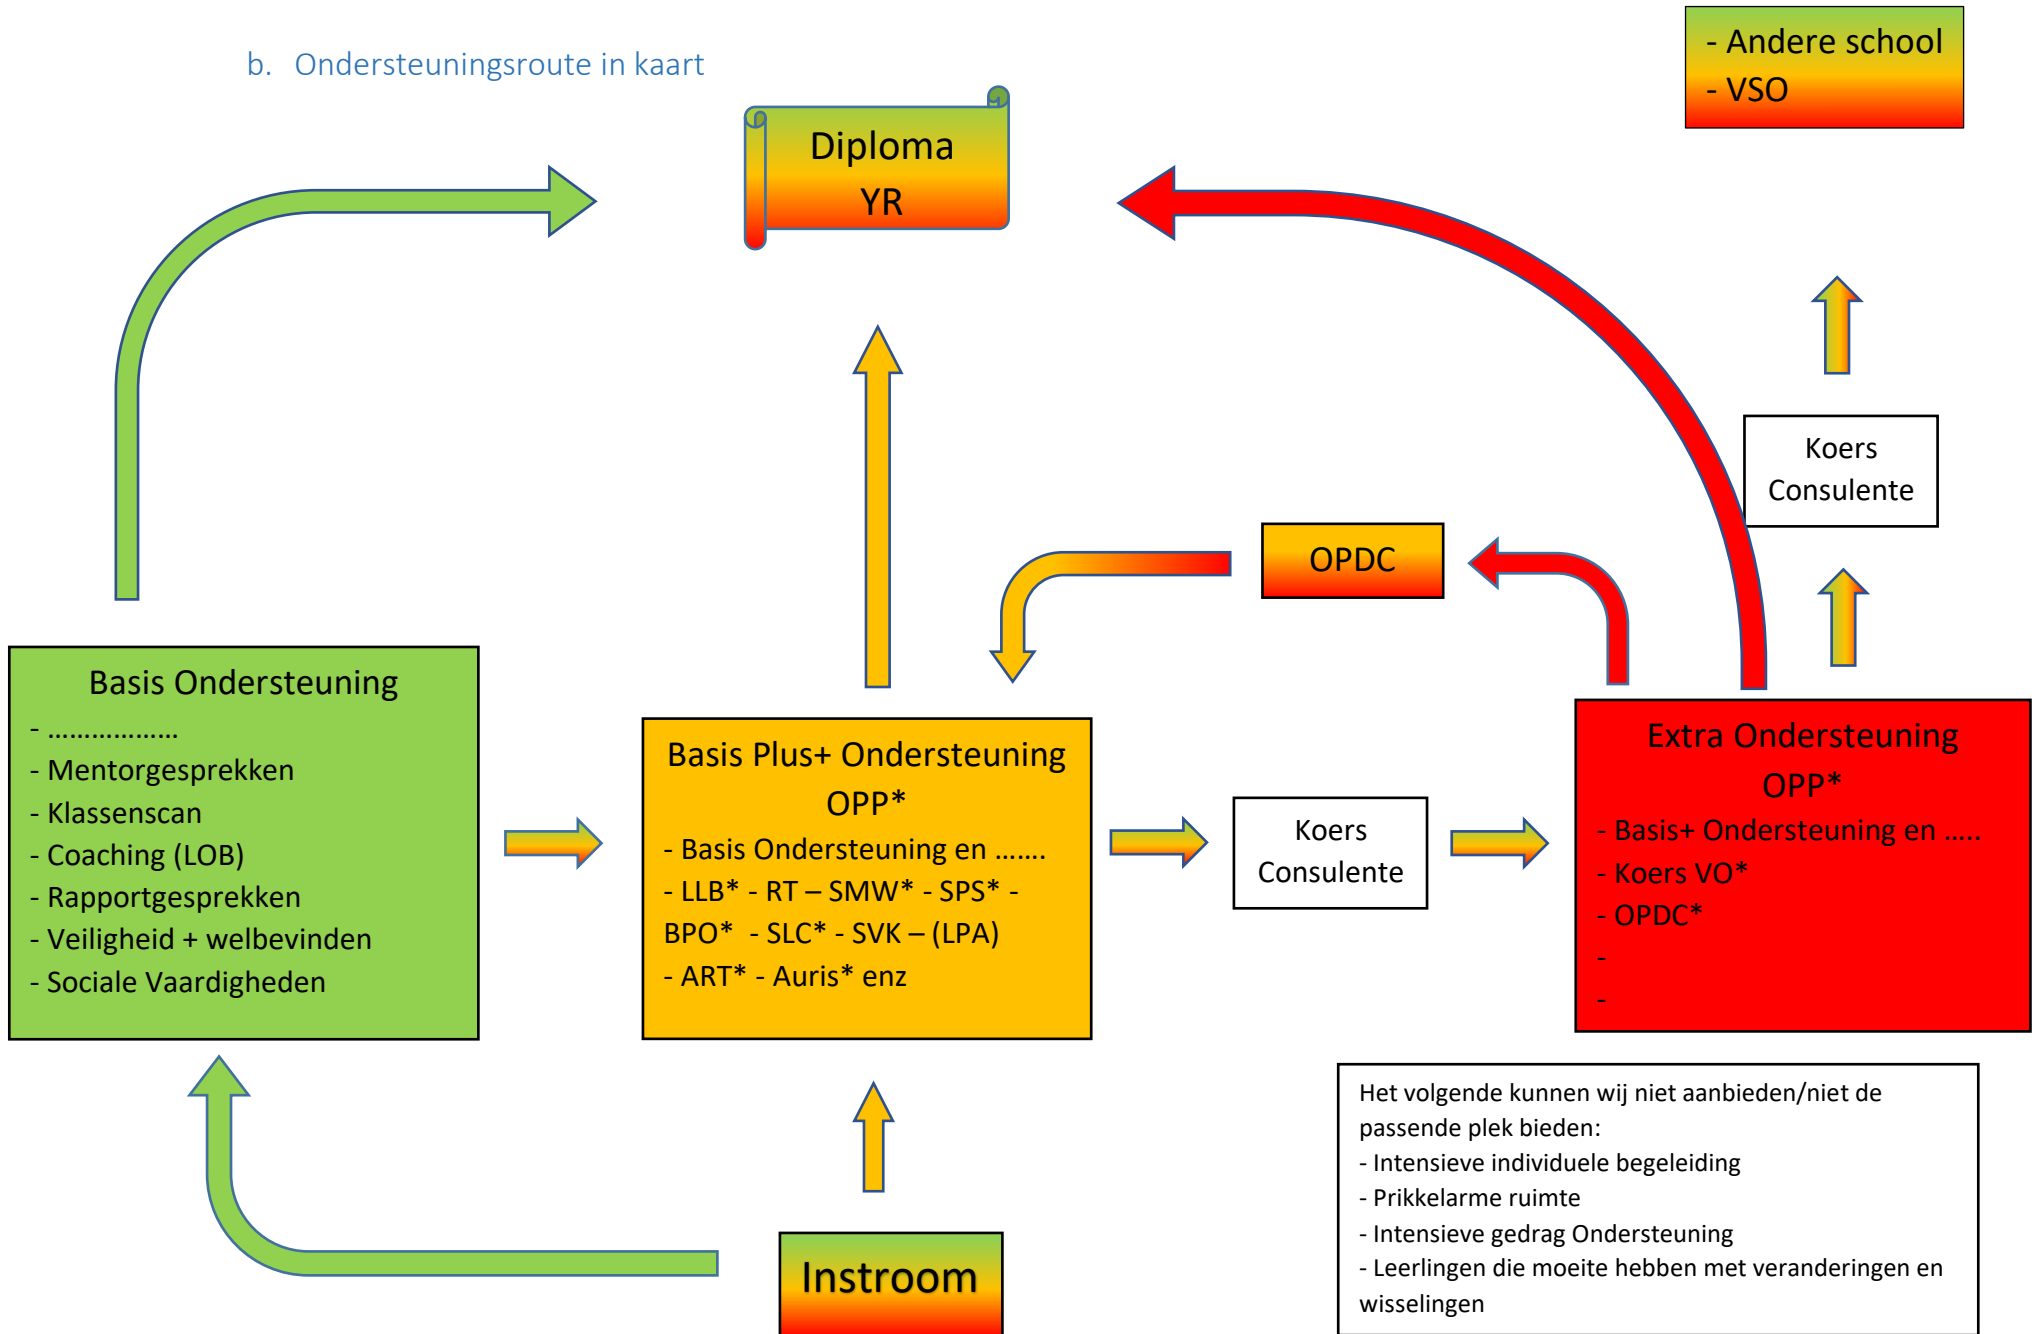 b. Ondersteuningsroute in kaart
- Andere school
- VSO
Diploma
YR
Koers
Consulente
OPDC
Basis Ondersteuning
- ………………
- Mentorgesprekken
- Klassenscan
- Coaching (LOB)
- Rapportgesprekken
- Veiligheid + welbevinden
- Sociale Vaardigheden
Basis Plus+ Ondersteuning
OPP*
- Basis Ondersteuning en …….
- LLB* - RT – SMW* - SPS* -
BPO*  - SLC* - SVK – (LPA)
- ART* - Auris* enz
Koers
Consulente
Extra Ondersteuning
OPP*
- Basis+ Ondersteuning en …..
- Koers VO*
- OPDC*
-
-
Het volgende kunnen wij niet aanbieden/niet de
passende plek bieden:
- Intensieve individuele begeleiding
- Prikkelarme ruimte
- Intensieve gedrag Ondersteuning
- Leerlingen die moeite hebben met veranderingen en
wisselingen
Instroom